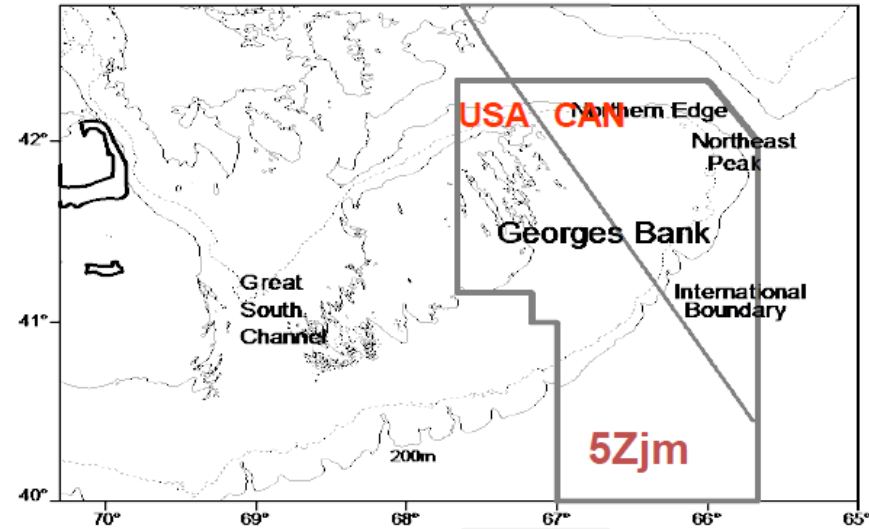 USA CAN
Northern Edge
42°
Northeast
Peak
Georges Bank
Great
South
Channel
International
Boundary
41°
5Zjm
200m
40°
70° 69° 68° 67° 66° 65°